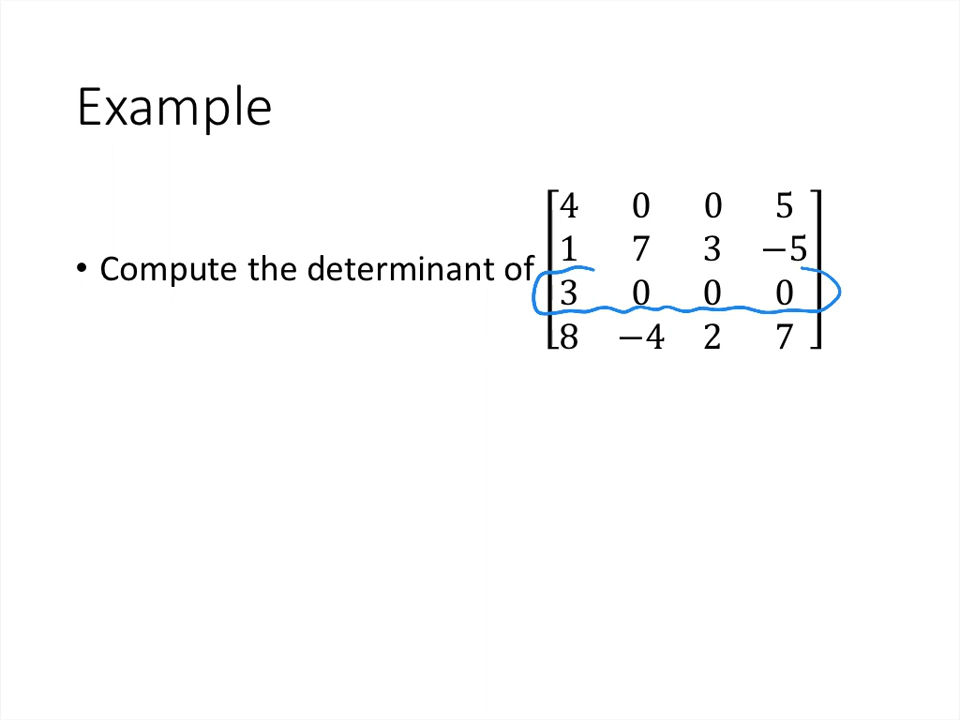 Example
• Compute the determinant of
4 0 0 5
1 7 3 −5
3 0 0 0
8 −4 2 7